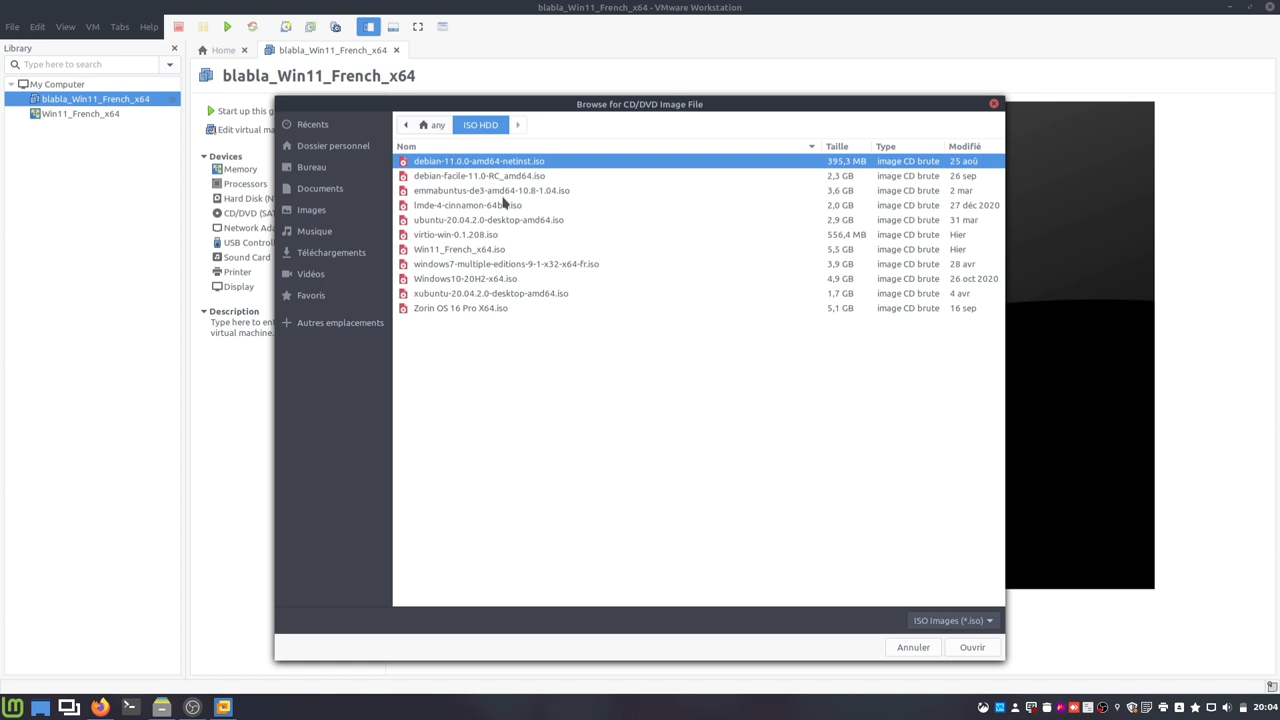 blabla_Win11_French_x64 - VMware Workstation
File Edit View VM Tabs Help
Library
Home
blabla_Win11_French_x64
Type here to search
My Computer
blabla_Win11_French_x64
Win11_French_x64
blabla_Win11_French_x64
Start up this g
Edit virtual ma
Devices
Memory
Processors
Hard Disk (N
CD/DVD (SA
Network Ada
USB Control
Sound Card
Printer
Display
Description
Type here to en
virtual machine.
Browse for CD/DVD Image File
Récents
Dossier personnel
Bureau
Documents
Images
Musique
Téléchargements
Vidéos
Favoris
Autres emplacements
any ISO HDD
Nom Taille Type Modifié
debian-11.0.0-amd64-netinst.iso 395,3 MB image CD brute 25 aoû
debian-facile-11.0-RC_amd64.iso 2,3 GB image CD brute 26 sep
emmabuntus-de3-amd64-10.8-1.04.iso 3,6 GB image CD brute 2 mar
lmde-4-cinnamon-64bit.iso 2,0 GB image CD brute 27 déc 2020
ubuntu-20.04.2.0-desktop-amd64.iso 2,9 GB image CD brute 31 mar
virtio-win-0.1.208.iso 556,4 MB image CD brute Hier
Win11_French_x64.iso 5,5 GB image CD brute Hier
windows7-multiple-editions-9-1-x32-x64-fr.iso 3,9 GB image CD brute 28 avr
Windows10-20H2-x64.iso 4,9 GB image CD brute 26 oct 2020
xubuntu-20.04.2.0-desktop-amd64.iso 1,7 GB image CD brute 4 avr
Zorin OS 16 Pro X64.iso 5,1 GB image CD brute 16 sep
ISO Images (*.iso)
Annuler Ouvrir
20:04